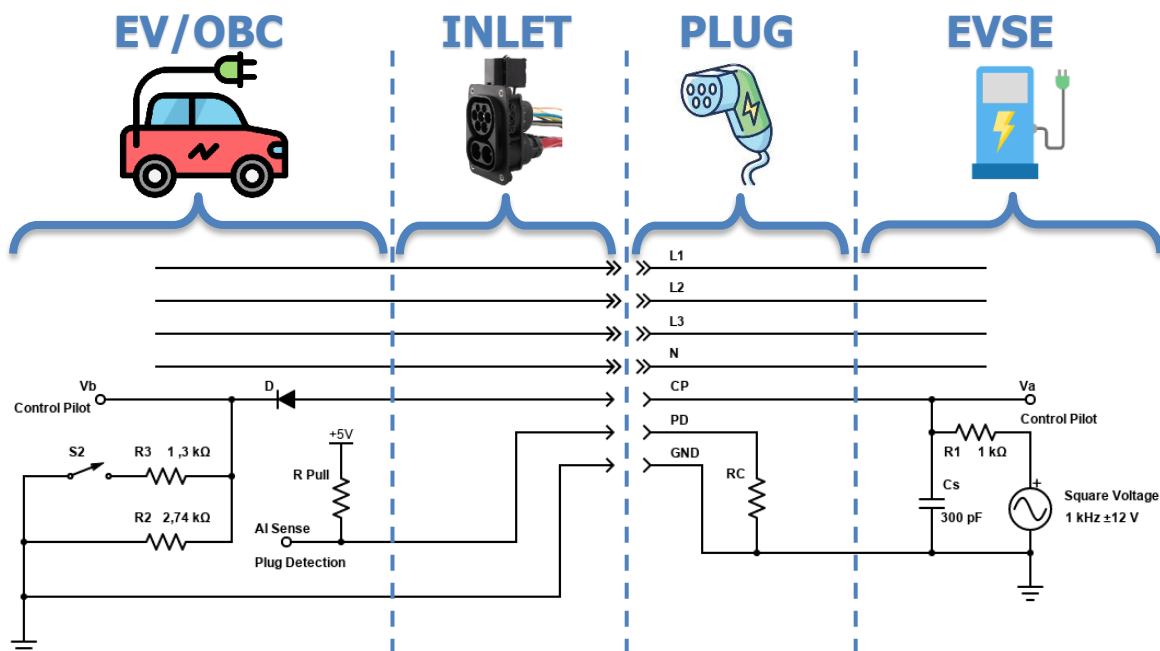 EV/OBC
INLET
PLUG
EVSE
L1
L2
L3
N
Vb
D
CP
Va
Control Pilot
PD
Control Pilot
+5V
S2
R3 1 ,3 kΩ
R Pull
GND
R1 1 kΩ
RC
Cs
Square Voltage
R2 2,74 kΩ
AI Sense
300 pF
+
1 kHz ±12 V
Plug Detection